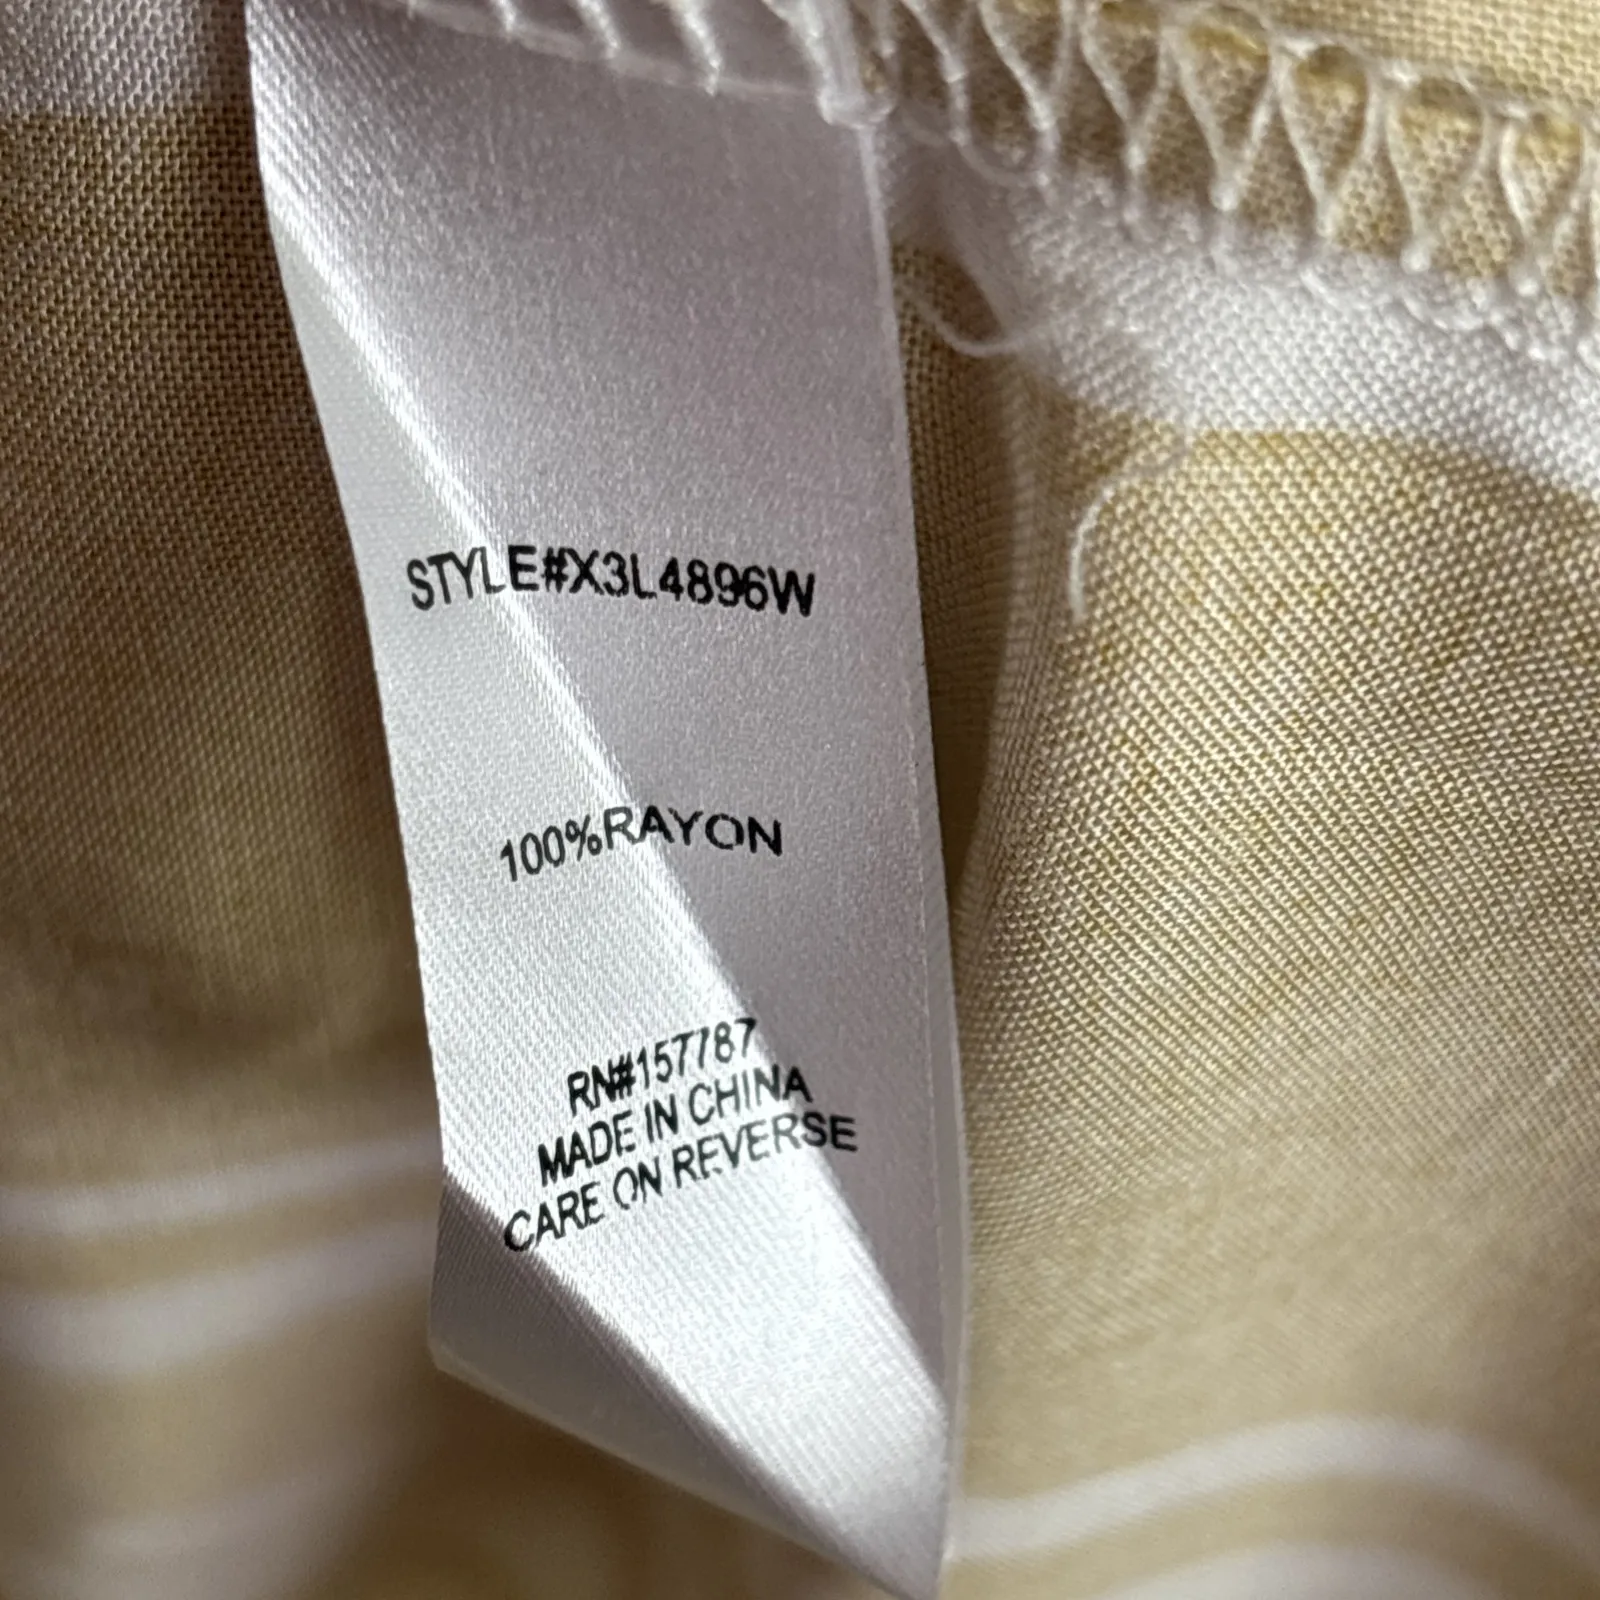 STYLE#X3L4896W
100%RAYON
RN#157787
MADE IN CHINA
CARE ON REVERSE